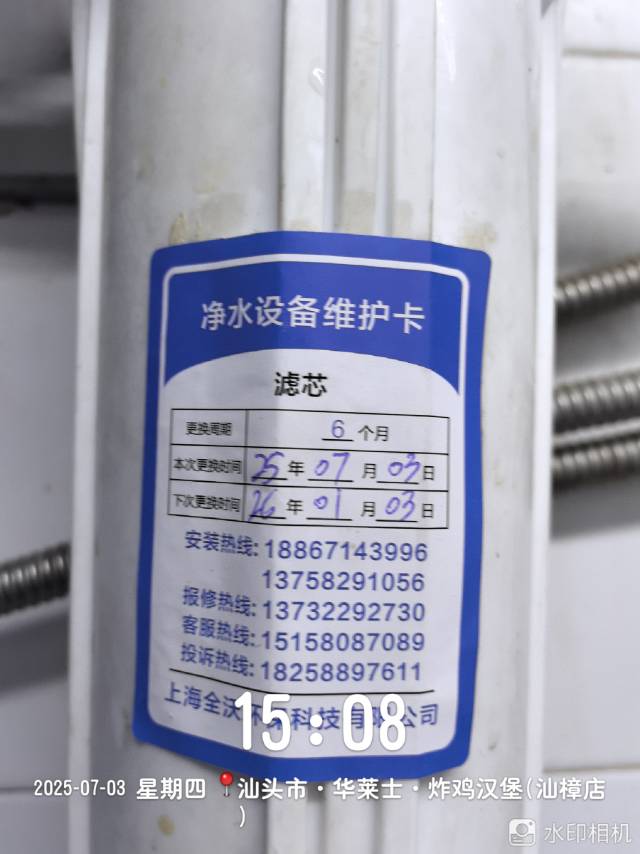 净水设备维护卡
滤芯
更换周期 6 个月
本次更换时间 25 年 07 月 03 日
下次更换时间 26 年 01 月 03 日
安装热线: 18867143996
13758291056
报修热线: 13732292730
客服热线: 15158087089
投诉热线: 18258897611
上海全沃环保科技有限公司
15:08
2025-07-03 星期四 汕头市·华莱士·炸鸡汉堡(汕樟店
)
水印相机